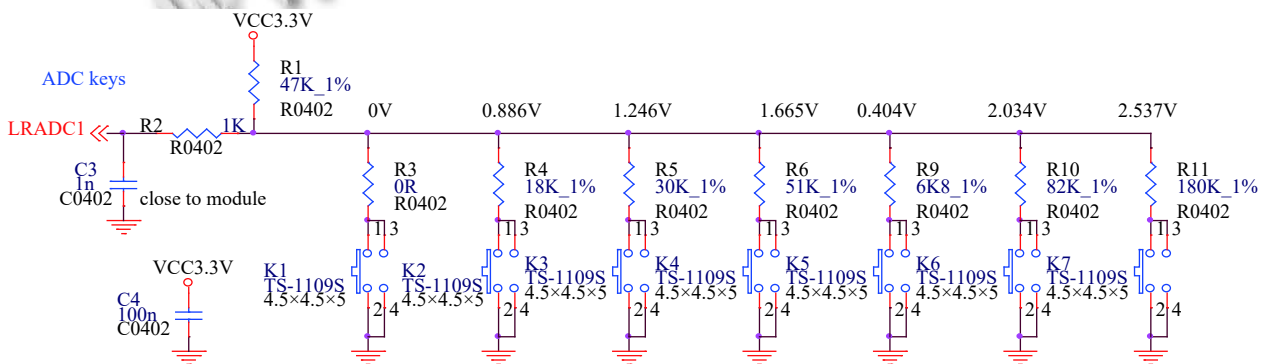 VCC3.3V
ADC keys
R1
47K_1%
R0402
0V
0.886V
1.246V
1.665V
0.404V
2.034V
2.537V
LRADC1
R2
1K
R0402
C3
1n
C0402
close to module
R3
0R
R0402
R4
18K_1%
R0402
R5
30K_1%
R0402
R6
51K_1%
R0402
R9
6K8_1%
R0402
R10
82K_1%
R0402
R11
180K_1%
R0402
1 3
1 3
1 3
1 3
1 3
1 3
1 3
K1
TS-1109S
4.5×4.5×5
K2
TS-1109S
4.5×4.5×5
K3
TS-1109S
4.5×4.5×5
K4
TS-1109S
4.5×4.5×5
K5
TS-1109S
4.5×4.5×5
K6
TS-1109S
4.5×4.5×5
K7
TS-1109S
4.5×4.5×5
2 4
2 4
2 4
2 4
2 4
2 4
2 4
VCC3.3V
C4
100n
C0402